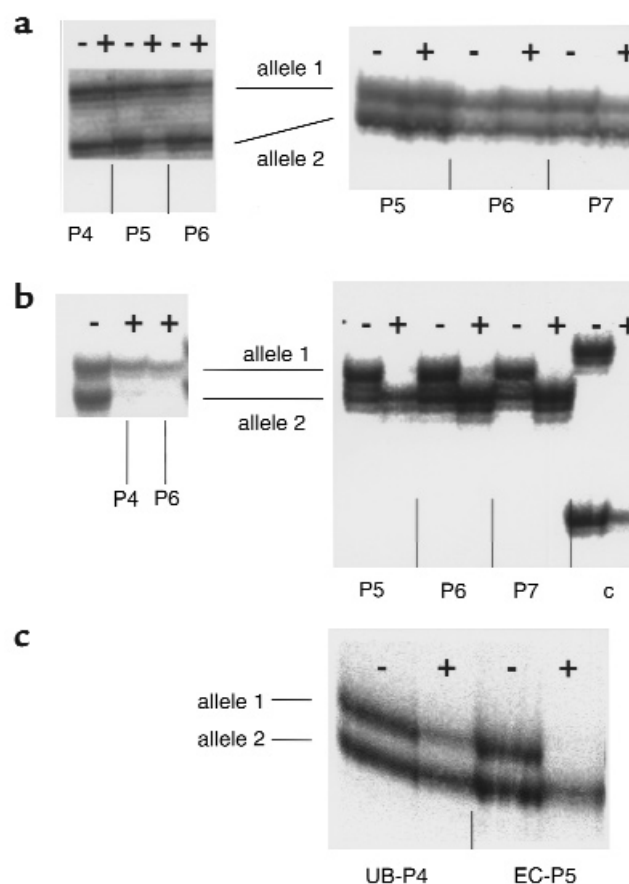 a
- + - + - +
allele 1
allele 2
P4 P5 P6
- + - + - +
P5 P6 P7
b
- + +
allele 1
allele 2
P4 P6
- + - + - + - +
P5 P6 P7 c
c
- + - +
allele 1
allele 2
UB-P4 EC-P5